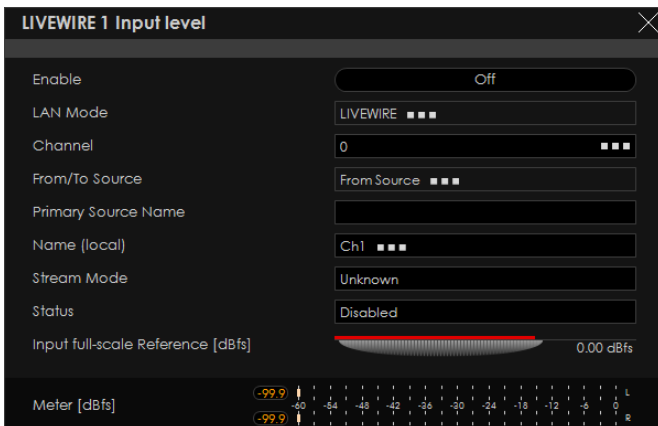 LIVEWIRE 1 Input level
Enable Off
LAN Mode LIVEWIRE
Channel 0
From/To Source From Source
Primary Source Name
Name (local) Ch1
Stream Mode Unknown
Status Disabled
Input full-scale Reference [dBfs] 0.00 dBfs
-99.9 L
Meter [dBfs] -60 -54 -48 -42 -36 -30 -24 -18 -12 -6 0
-99.9 R